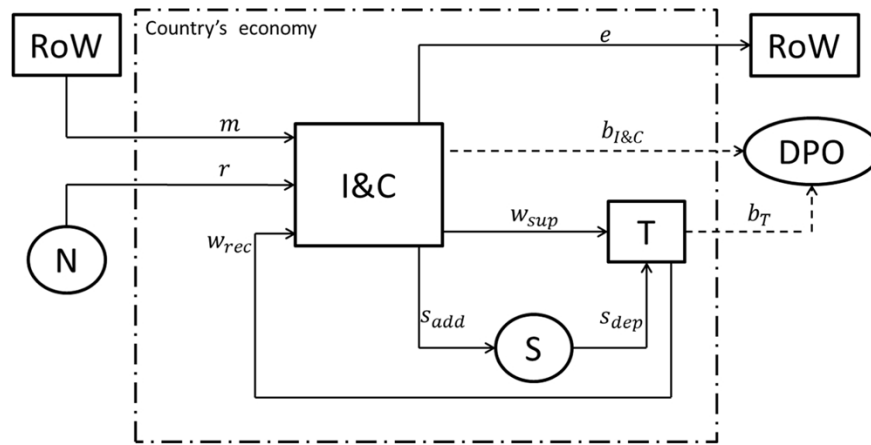 Country's economy
RoW
e
RoW
m
b_{I&C}
DPO
I&C
r
w_{sup}
T
b_T
N
w_{rec}
s_{add}
S
s_{dep}